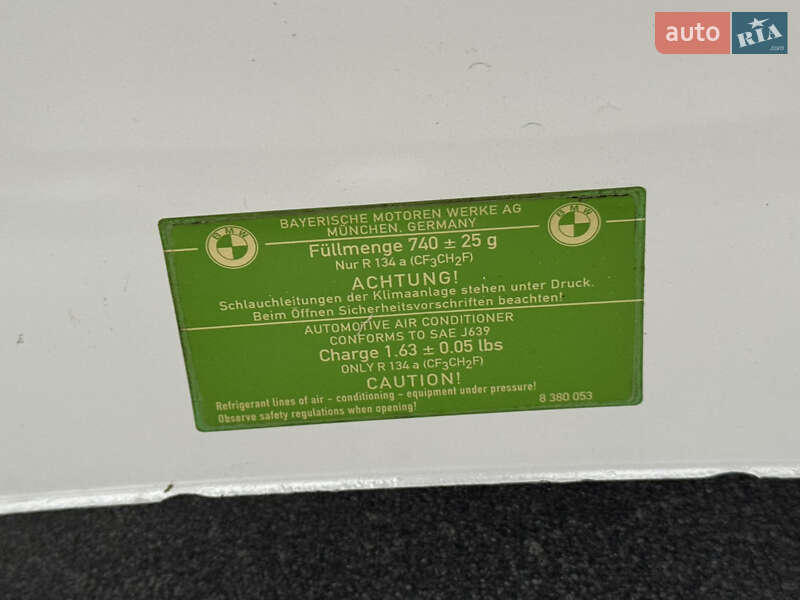 auto RIA .com
BAYERISCHE MOTOREN WERKE AG
MÜNCHEN, GERMANY
BMW
BMW
Füllmenge 740 ± 25 g
Nur R 134 a (CF3CH2F)
ACHTUNG!
Schlauchleitungen der Klimaanlage stehen unter Druck.
Beim Öffnen Sicherheitsvorschriften beachten!
AUTOMOTIVE AIR CONDITIONER
CONFORMS TO SAE J639
Charge 1.63 ± 0.05 lbs
ONLY R 134 a (CF3CH2F)
CAUTION!
Refrigerant lines of air - conditioning - equipment under pressure!
Observe safety regulations when opening!
8 380 053